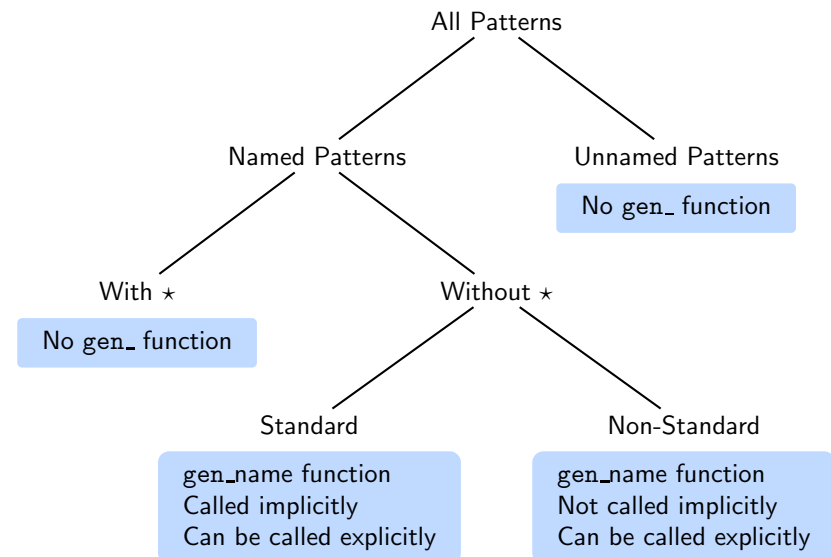 All Patterns
Named Patterns
Unnamed Patterns
No gen_ function
With ⋆
Without ⋆
No gen_ function
Standard
Non-Standard
gen_name function
Called implicitly
Can be called explicitly
gen_name function
Not called implicitly
Can be called explicitly